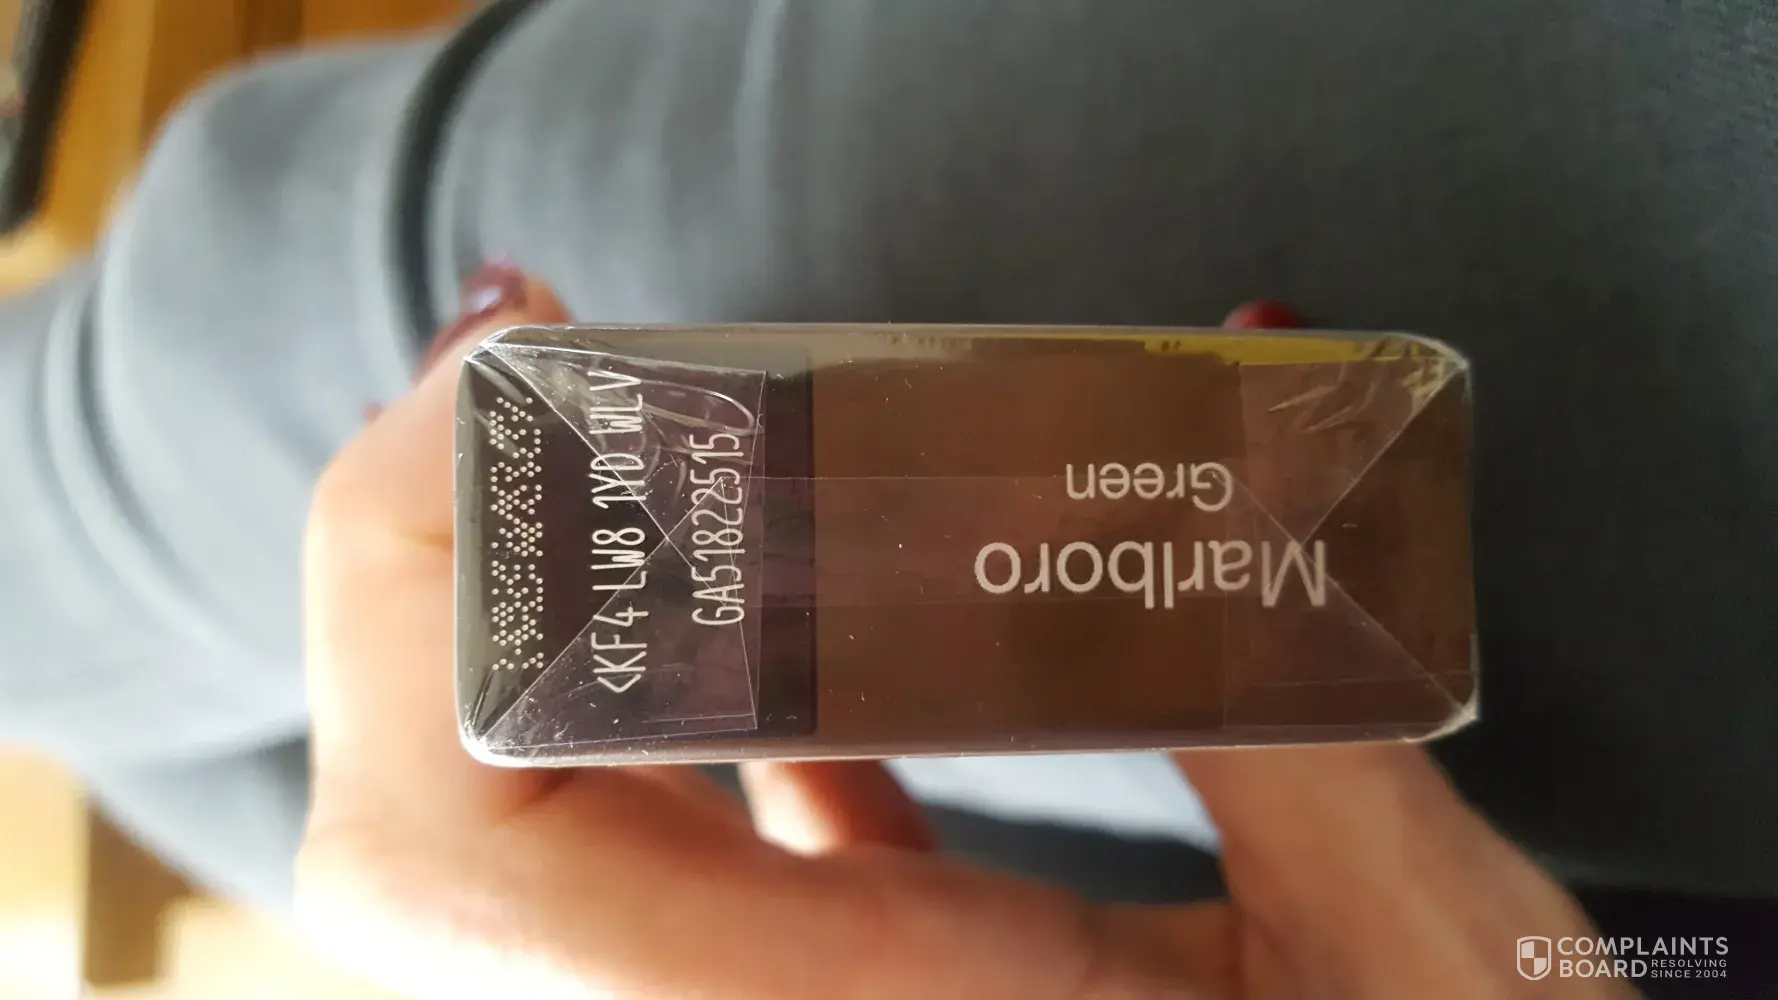 <KF4 LW8 1YD WLV
GA51822515
Marlboro
Green
COMPLAINTS
BOARD RESOLVING
SINCE 2004